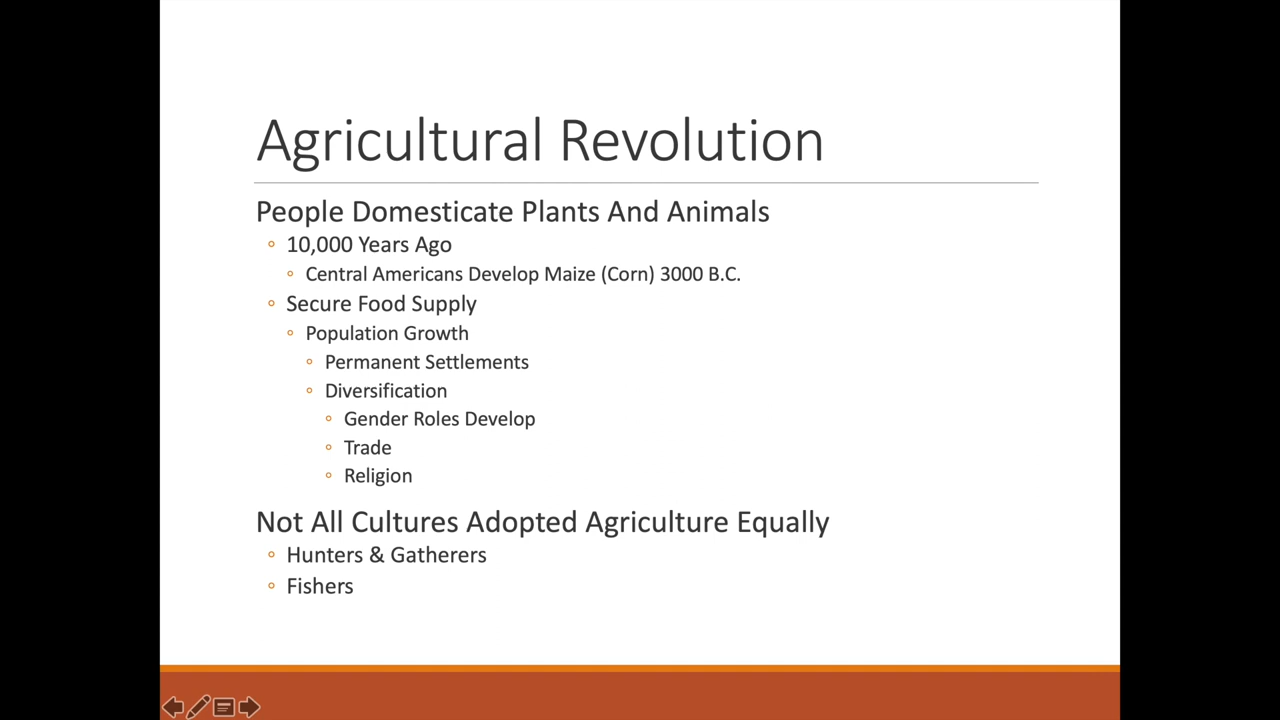 Agricultural Revolution
People Domesticate Plants And Animals
◦ 10,000 Years Ago
◦ Central Americans Develop Maize (Corn) 3000 B.C.
◦ Secure Food Supply
◦ Population Growth
◦ Permanent Settlements
◦ Diversification
◦ Gender Roles Develop
◦ Trade
◦ Religion
Not All Cultures Adopted Agriculture Equally
◦ Hunters & Gatherers
◦ Fishers